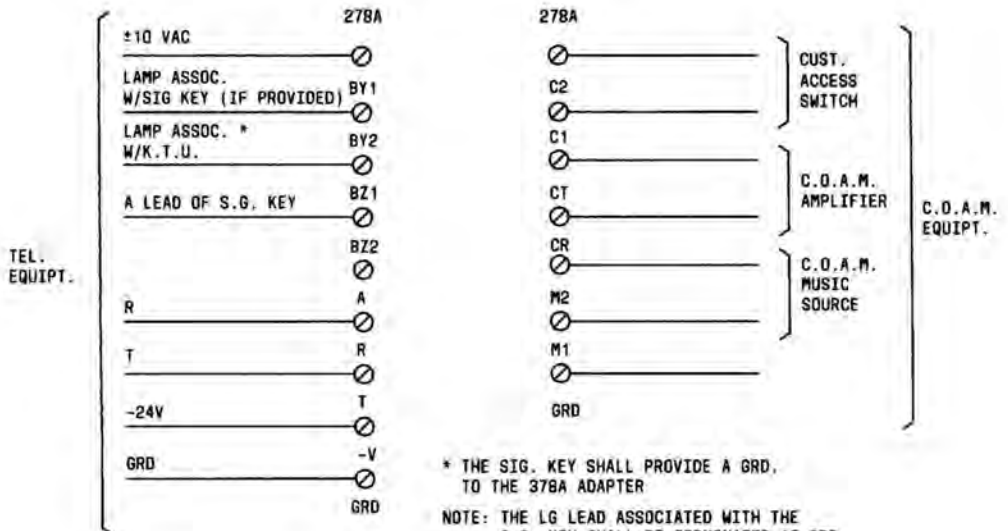 278A
±10 VAC
LAMP ASSOC.
W/SIG KEY (IF PROVIDED)
BY1
LAMP ASSOC. *
W/K.T.U.
BY2
A LEAD OF S.G. KEY
BZ1
BZ2
TEL.
EQUIPT.
R
A
T
R
-24V
T
GRD
-V
GRD
278A
C2
C1
CT
CR
M2
M1
GRD
CUST.
ACCESS
SWITCH
C.O.A.M.
AMPLIFIER
C.O.A.M.
MUSIC
SOURCE
C.O.A.M.
EQUIPT.
* THE SIG. KEY SHALL PROVIDE A GRD.
TO THE 378A ADAPTER
NOTE: THE LG LEAD ASSOCIATED WITH THE